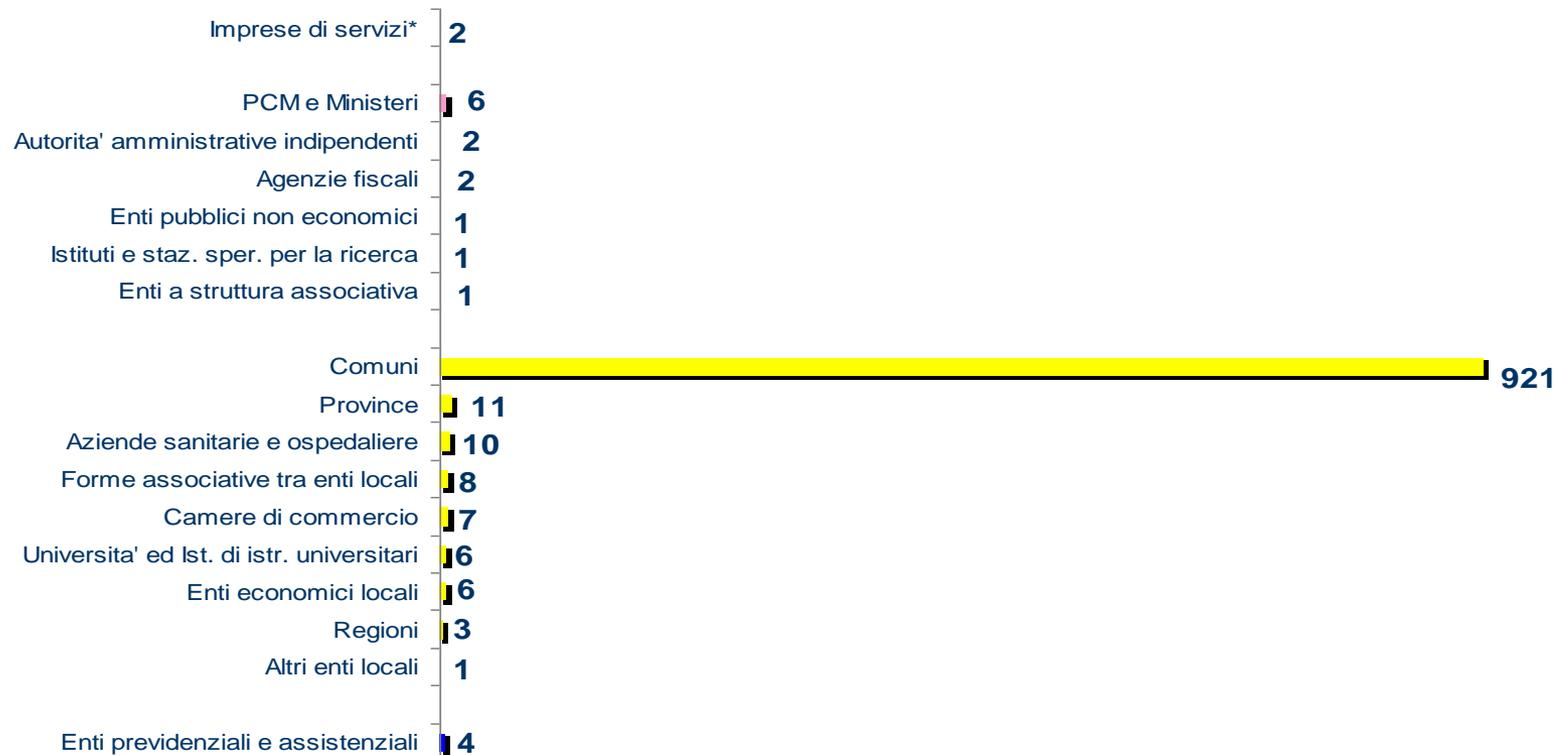 Imprese di servizi* 2
PCM e Ministeri 6
Autorita' amministrative indipendenti 2
Agenzie fiscali 2
Enti pubblici non economici 1
Istituti e staz. sper. per la ricerca 1
Enti a struttura associativa 1
Comuni 921
Province 11
Aziende sanitarie e ospedaliere 10
Forme associative tra enti locali 8
Camere di commercio 7
Universita' ed Ist. di istr. universitari 6
Enti economici locali 6
Regioni 3
Altri enti locali 1
Enti previdenziali e assistenziali 4